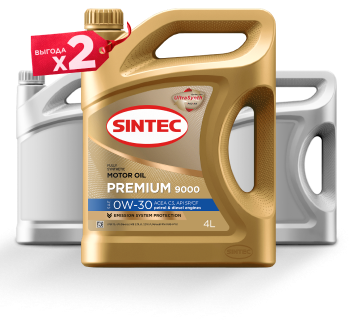 ВЫГОДА
x2
UltraSynth
SINTEC
FULLY
SYNTHETIC
MOTOR OIL
PREMIUM 9000
SAE
0W-30
ACEA C3, API SP/CF
petrol & diesel engines
EMISSION SYSTEM PROTECTION
4L